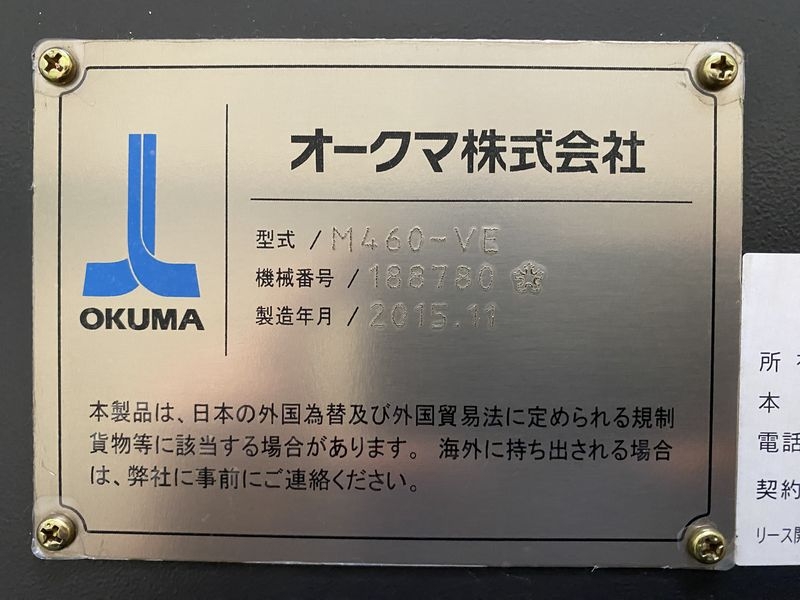 オークマ株式会社
OKUMA
型式 / M460-VE
機械番号 / 188780
製造年月 / 2015.11
本製品は、日本の外国為替及び外国貿易法に定められる規制
貨物等に該当する場合があります。 海外に持ち出される場合
は、弊社に事前にご連絡ください。
所
本
電話
契約
リース開